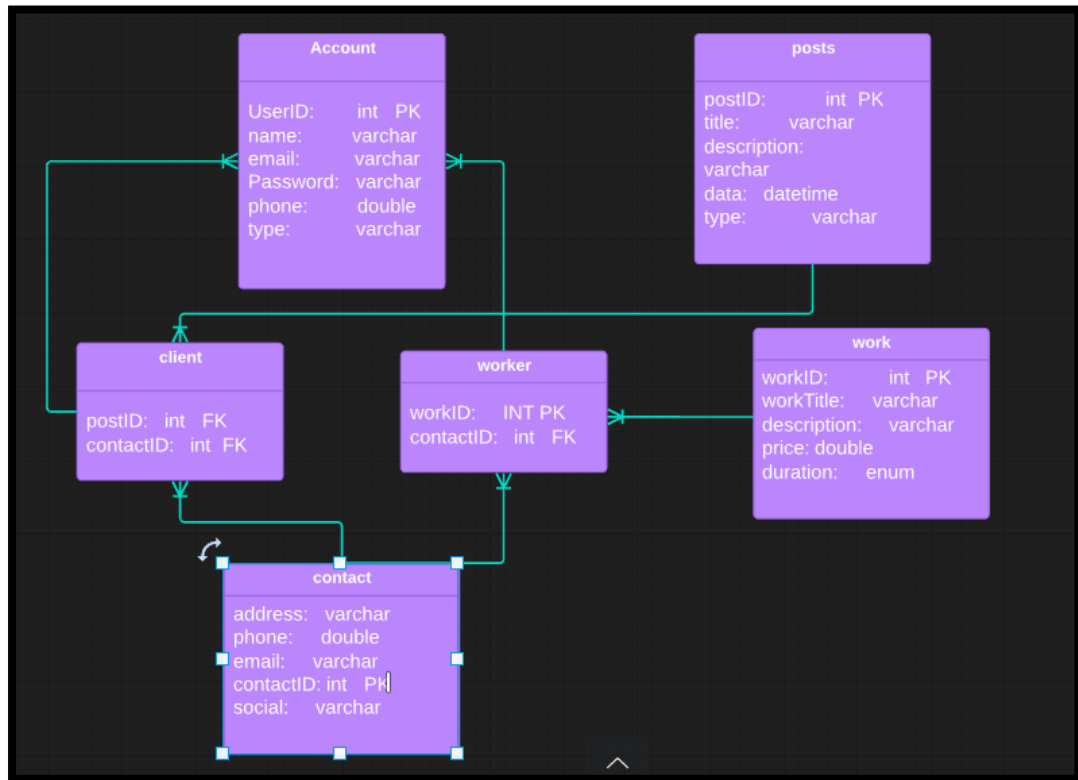 Account
UserID: int PK
name: varchar
email: varchar
Password: varchar
phone: double
type: varchar
posts
postID: int PK
title: varchar
description:
varchar
data: datetime
type: varchar
client
postID: int FK
contactID: int FK
worker
workID: INT PK
contactID: int FK
work
workID: int PK
workTitle: varchar
description: varchar
price: double
duration: enum
contact
address: varchar
phone: double
email: varchar
contactID: int PK
social: varchar